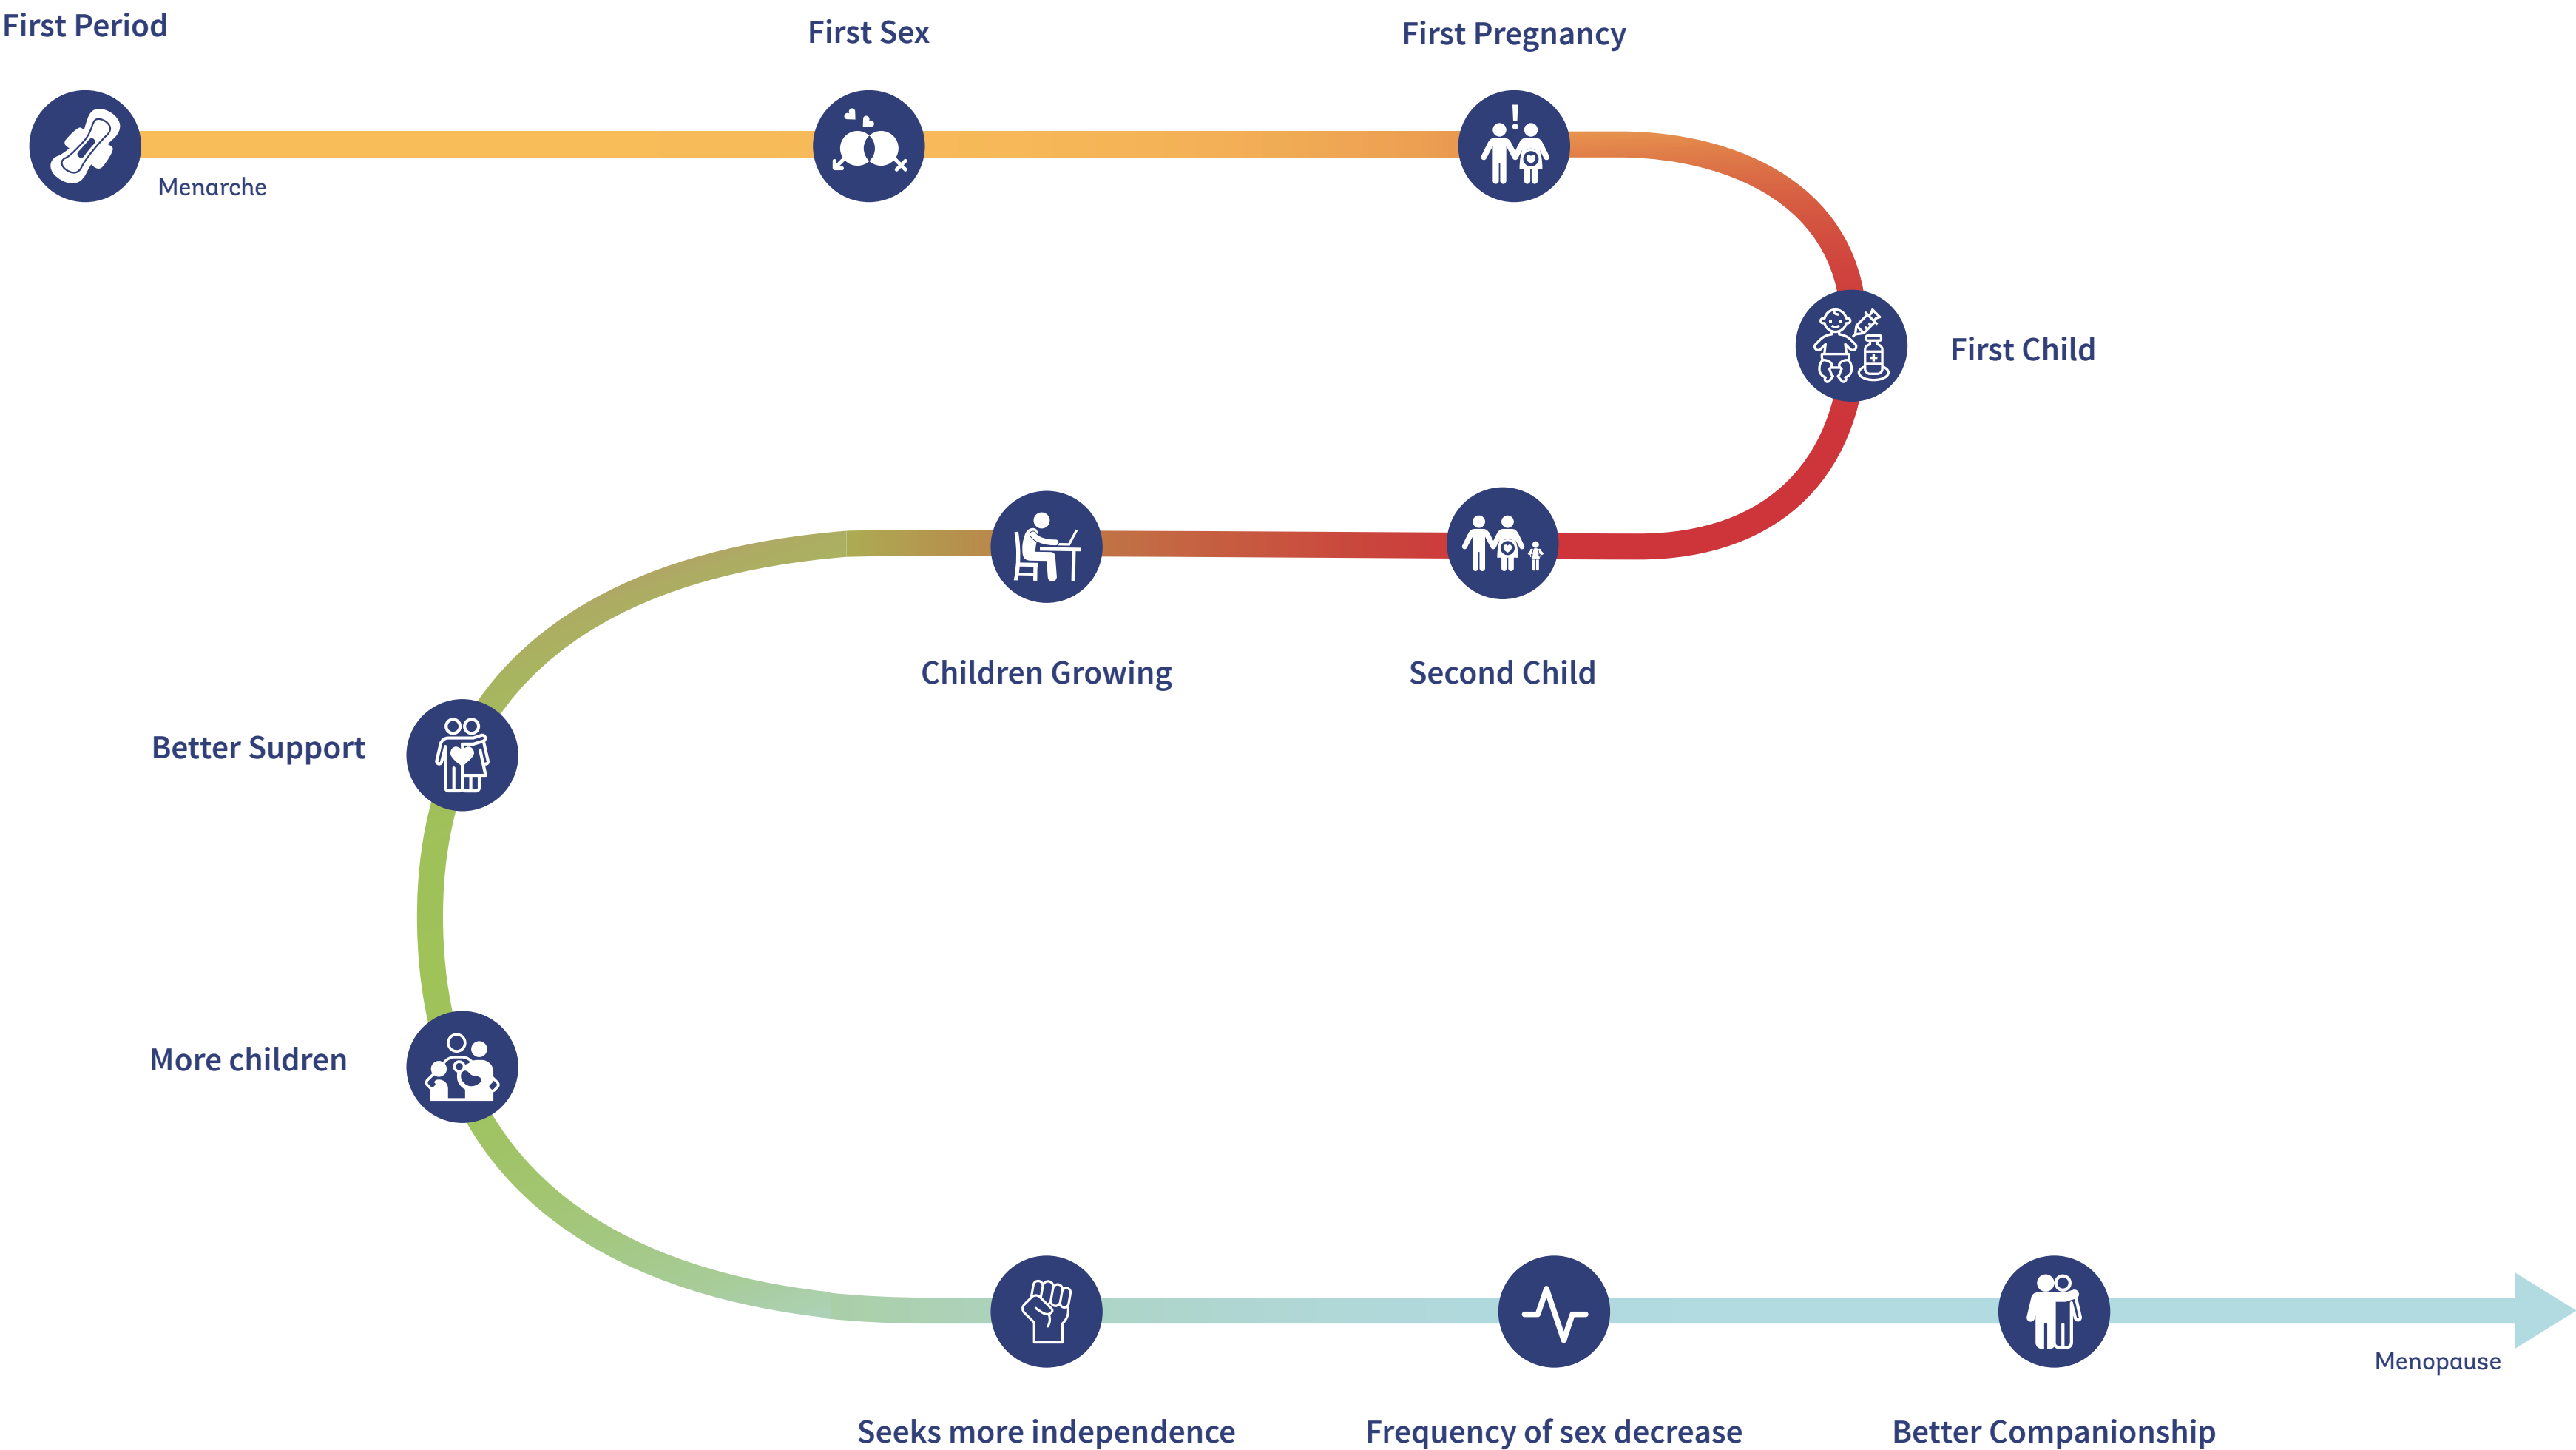 First Period
First Sex
First Pregnancy
Menarche
First Child
Children Growing
Second Child
Better Support
More children
Menopause
Seeks more independence
Frequency of sex decrease
Better Companionship